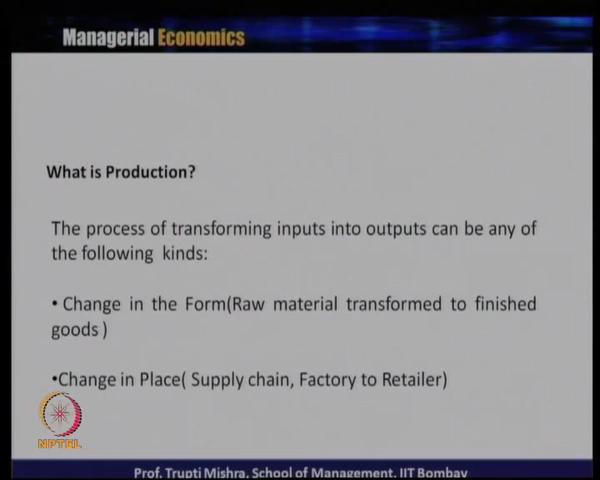 Managerial Economics
What is Production?
The process of transforming inputs into outputs can be any of
the following kinds:
• Change in the Form(Raw material transformed to finished
goods )
•Change in Place( Supply chain, Factory to Retailer)
NPTEL
Prof. Trupti Mishra, School of Management, IIT Bombay